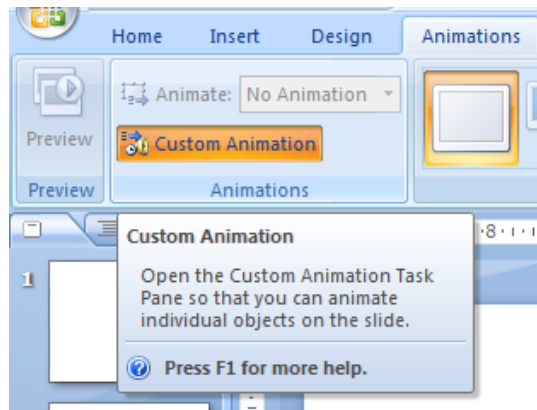 Home Insert Design Animations
Animate: No Animation
Preview
Custom Animation
Preview Animations
Custom Animation
Open the Custom Animation Task
Pane so that you can animate
individual objects on the slide.
Press F1 for more help.
1
8